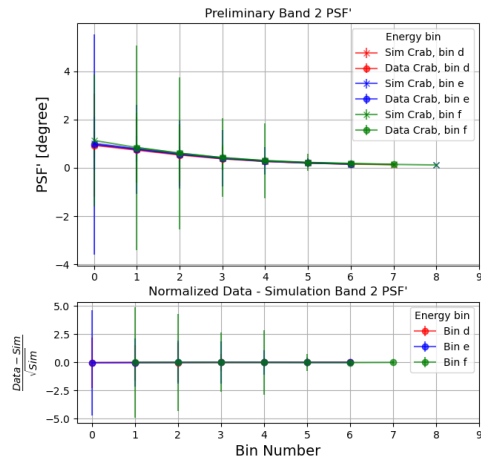 Preliminary Band 2 PSF'
PSF' [degree]
4
2
0
−2
−4
Energy bin
Sim Crab, bin d
Data Crab, bin d
Sim Crab, bin e
Data Crab, bin e
Sim Crab, bin f
Data Crab, bin f
0 1 2 3 4 5 6 7 8 9
Normalized Data - Simulation Band 2 PSF'
Data − Sim
√Sim
5.0
2.5
0.0
−2.5
−5.0
Energy bin
Bin d
Bin e
Bin f
0 1 2 3 4 5 6 7 8 9
Bin Number